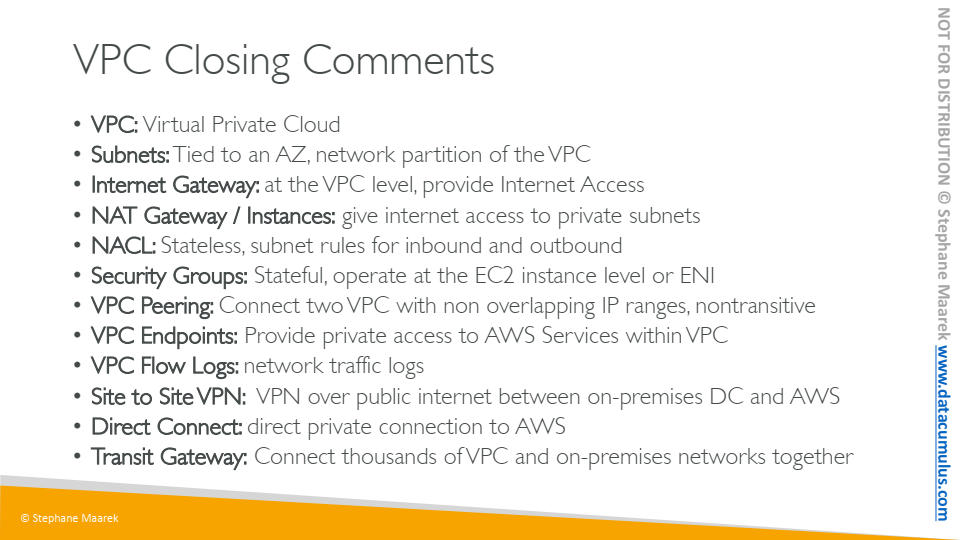 VPC Closing Comments
• VPC: Virtual Private Cloud
• Subnets: Tied to an AZ, network partition of the VPC
• Internet Gateway: at the VPC level, provide Internet Access
• NAT Gateway / Instances: give internet access to private subnets
• NACL: Stateless, subnet rules for inbound and outbound
• Security Groups: Stateful, operate at the EC2 instance level or ENI
• VPC Peering: Connect two VPC with non overlapping IP ranges, nontransitive
• VPC Endpoints: Provide private access to AWS Services within VPC
• VPC Flow Logs: network traffic logs
• Site to Site VPN: VPN over public internet between on-premises DC and AWS
• Direct Connect: direct private connection to AWS
• Transit Gateway: Connect thousands of VPC and on-premises networks together
© Stephane Maarek
NOT FOR DISTRIBUTION © Stephane Maarek www.datacumulus.com